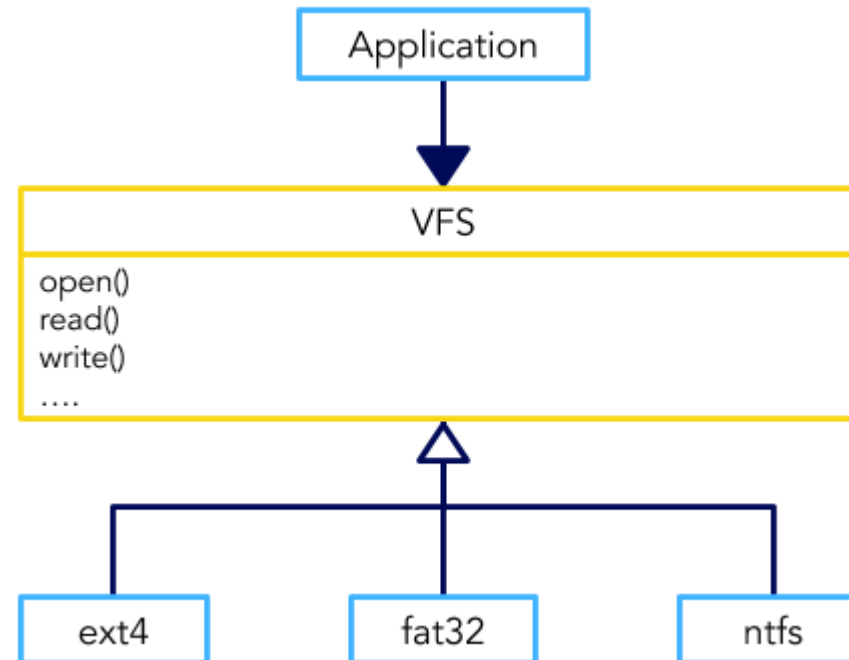 Application
VFS
open()
read()
write()
....
ext4
fat32
ntfs